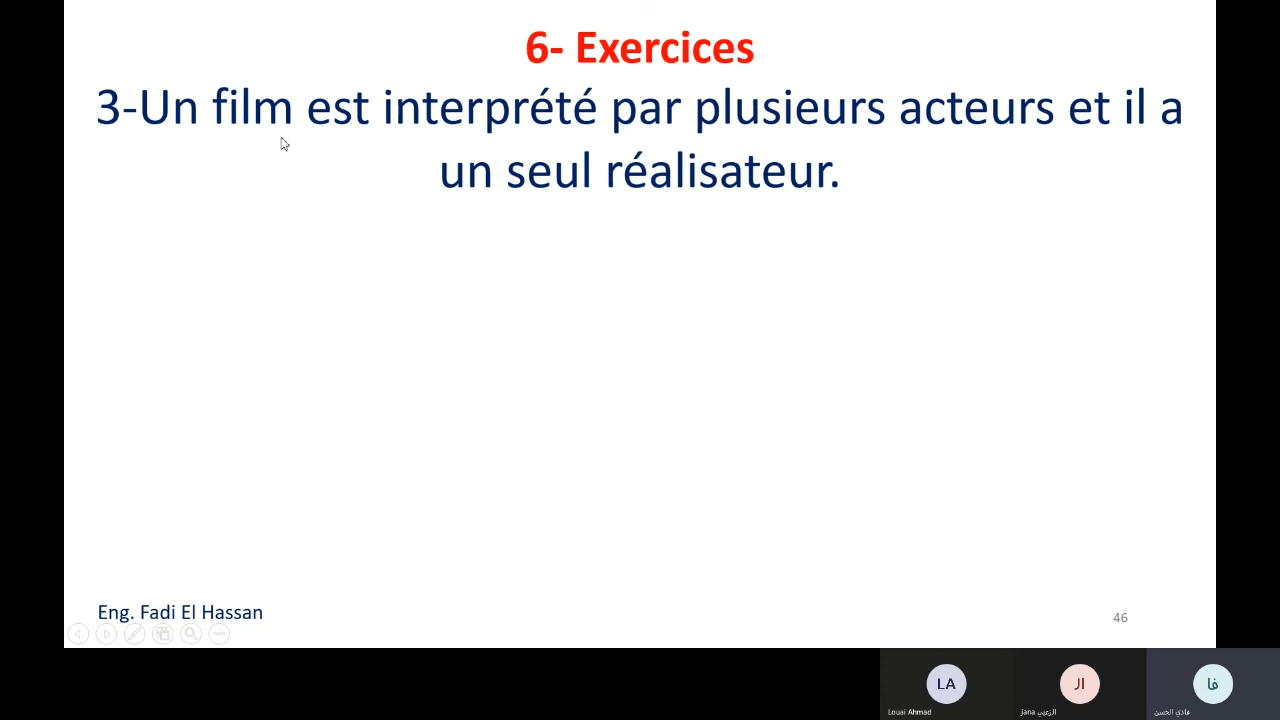 6- Exercices
3-Un film est interprété par plusieurs acteurs et il a
un seul réalisateur.
Eng. Fadi El Hassan
46
LA
ال
فا
Louai Ahmad
jana الزعبي
فادي الحسن